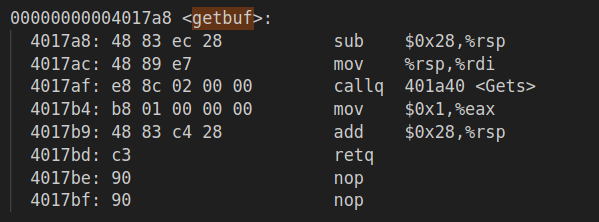 00000000004017a8 <getbuf>:
4017a8: 48 83 ec 28 sub $0x28,%rsp
4017ac: 48 89 e7 mov %rsp,%rdi
4017af: e8 8c 02 00 00 callq 401a40 <Gets>
4017b4: b8 01 00 00 00 mov $0x1,%eax
4017b9: 48 83 c4 28 add $0x28,%rsp
4017bd: c3 retq
4017be: 90 nop
4017bf: 90 nop